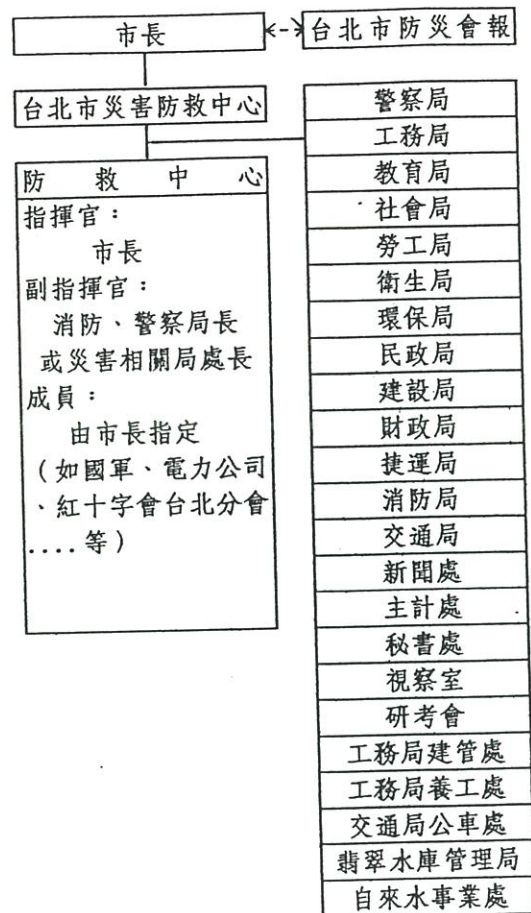 市長
台北市防災會報
台北市災害防救中心
防救中心
指揮官：
市長
副指揮官：
消防、警察局長
或災害相關局處長
成員：
由市長指定
（如國軍、電力公司
、紅十字會台北分會
....等）
警察局
工務局
教育局
社會局
勞工局
衛生局
環保局
民政局
建設局
財政局
捷運局
消防局
交通局
新聞處
主計處
秘書處
視察室
研考會
工務局建管處
工務局養工處
交通局公車處
翡翠水庫管理局
自來水事業處